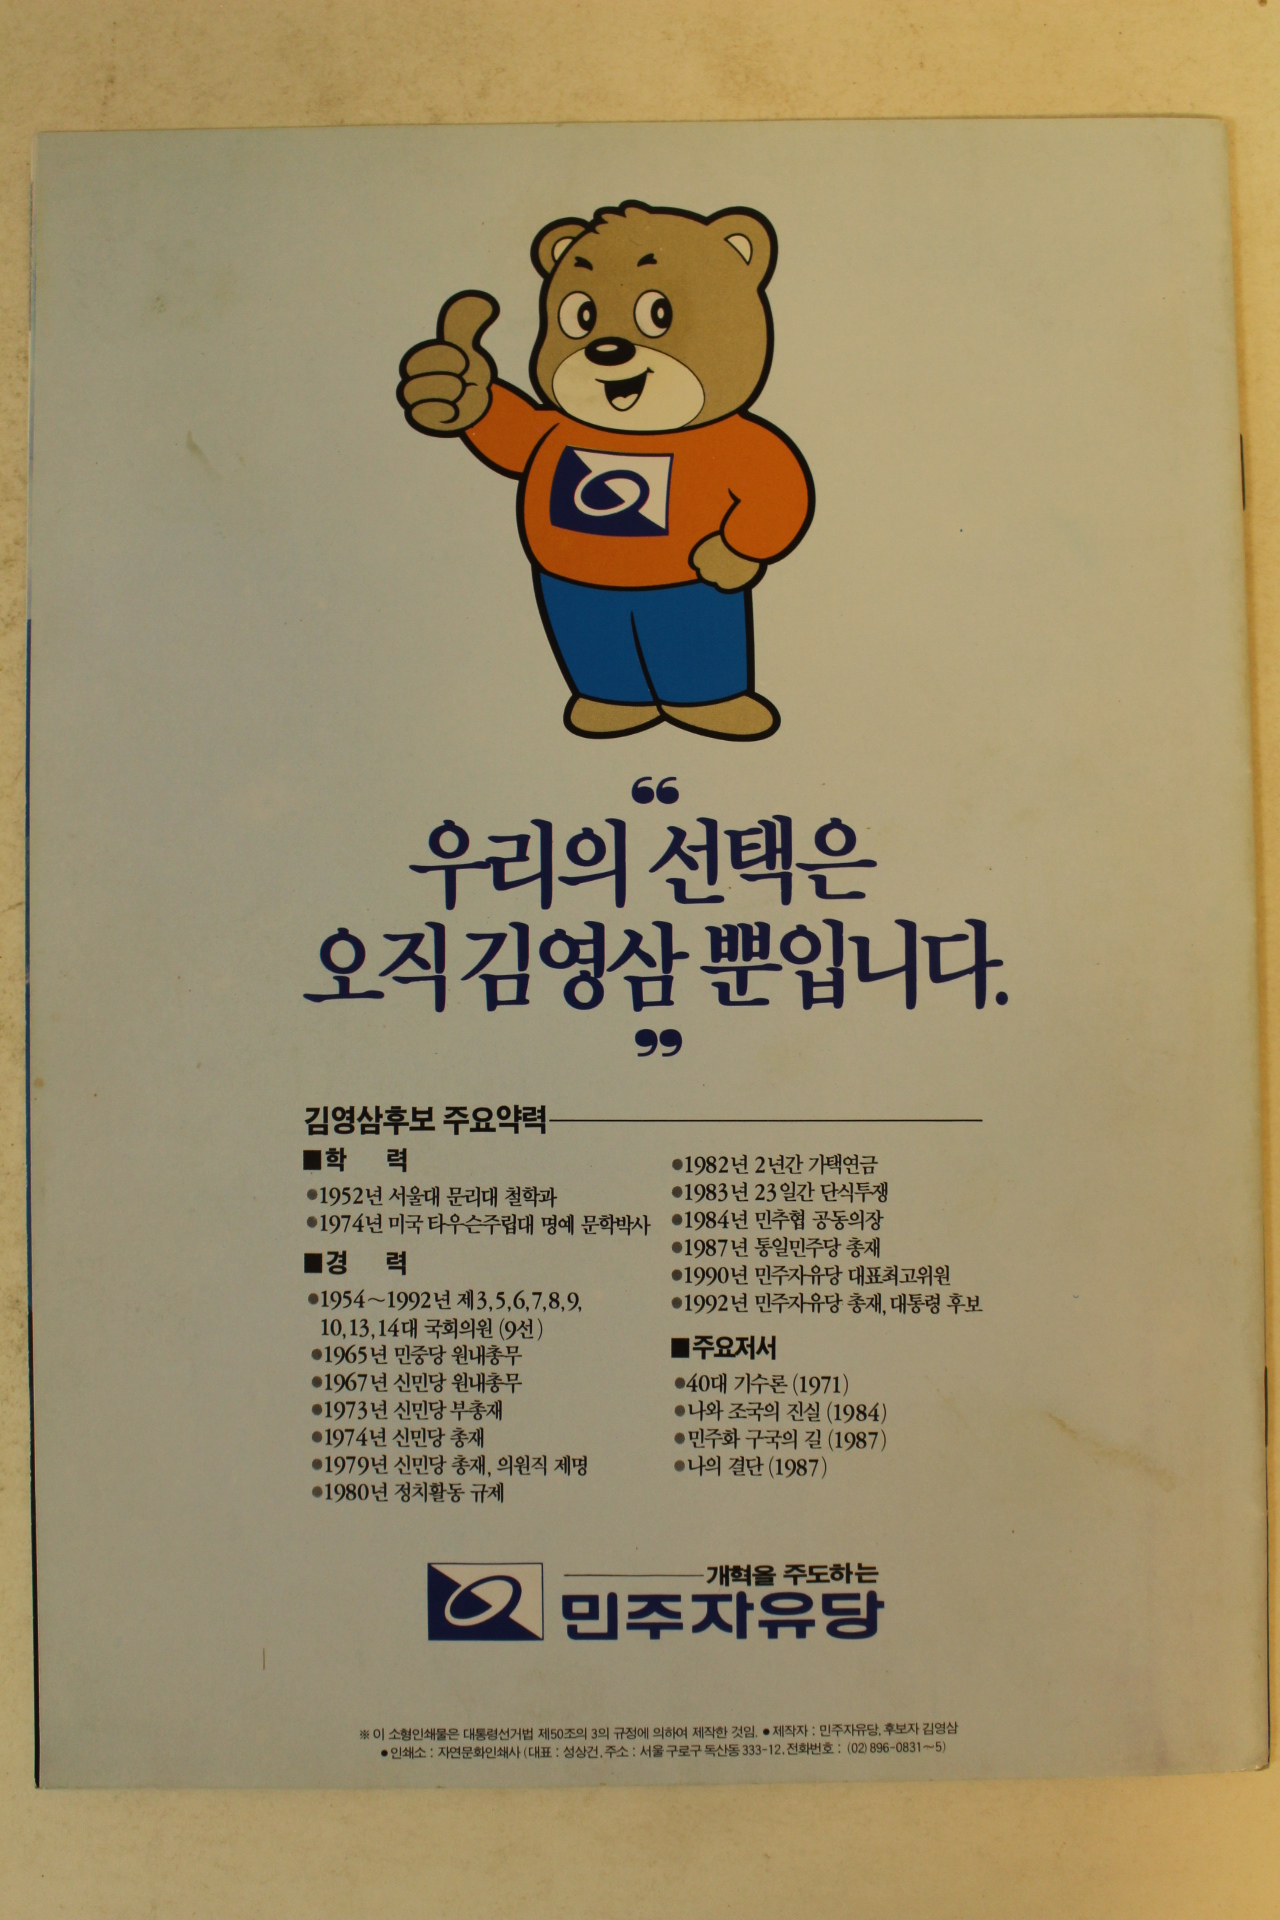 “
우리의 선택은
오직 김영삼 뿐입니다.
”
김영삼후보 주요약력
■학 력
●1952년 서울대 문리대 철학과
●1974년 미국 타우슨주립대 명예 문학박사
■경 력
●1954~1992년 제3,5,6,7,8,9,
10,13,14대 국회의원 (9선)
●1965년 민중당 원내총무
●1967년 신민당 원내총무
●1973년 신민당 부총재
●1974년 신민당 총재
●1979년 신민당 총재, 의원직 제명
●1980년 정치활동 규제
●1982년 2년간 가택연금
●1983년 23일간 단식투쟁
●1984년 민추협 공동의장
●1987년 통일민주당 총재
●1990년 민주자유당 대표최고위원
●1992년 민주자유당 총재, 대통령 후보
■주요저서
●40대 기수론 (1971)
●나와 조국의 진실 (1984)
●민주화 구국의 길 (1987)
●나의 결단 (1987)
개혁을 주도하는
민주자유당
※ 이 소형인쇄물은 대통령선거법 제50조의 3의 규정에 의하여 제작한 것임. ● 제작자 : 민주자유당, 후보자 김영삼
● 인쇄소 : 자연문화인쇄사 (대표 : 성상건, 주소 : 서울 구로구 독산동 333-12. 전화번호 : (02) 896-0831~5)